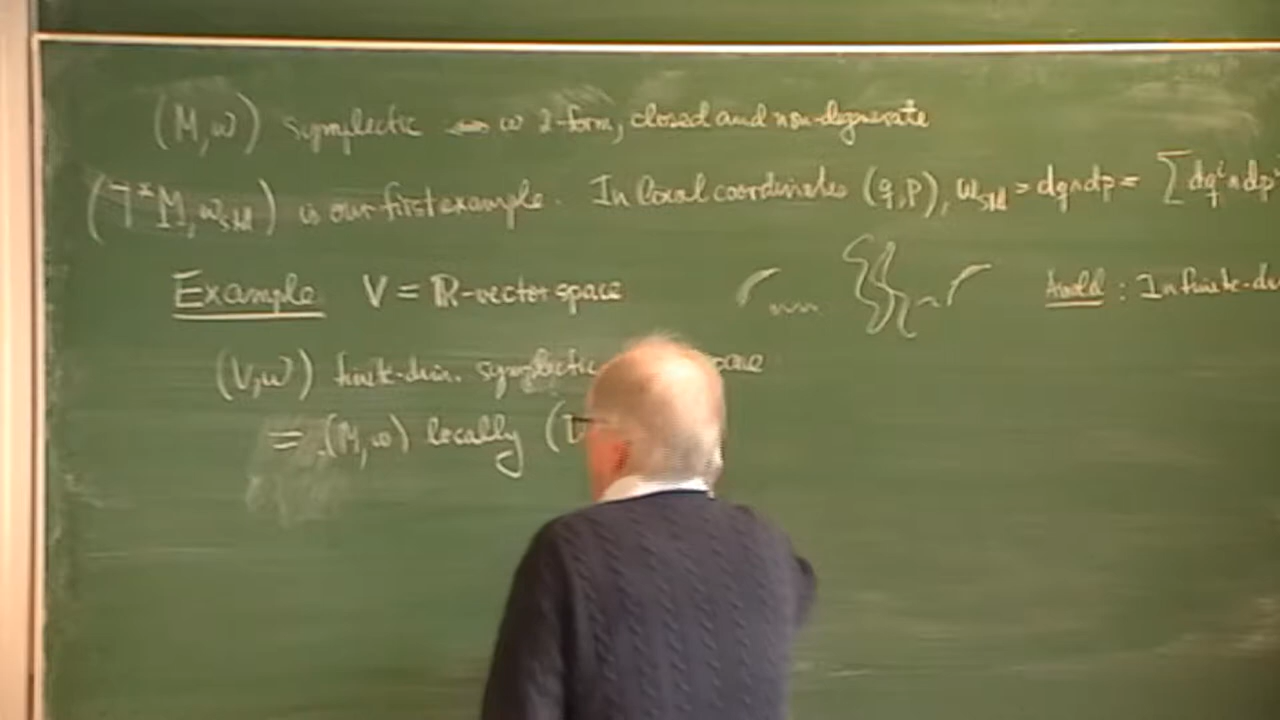 (M,ω) symplectic ω 2-form, closed and non-degenerate
(T*M, ω_std) is our first example. In local coordinates (q,p), ω_std = dq∧dp = Σ dq^i∧dp^i
Example V = ℝ-vector space
Arnold : Infinite-di
(V,ω) finite-dim. symplectic
= (M,ω) locally (